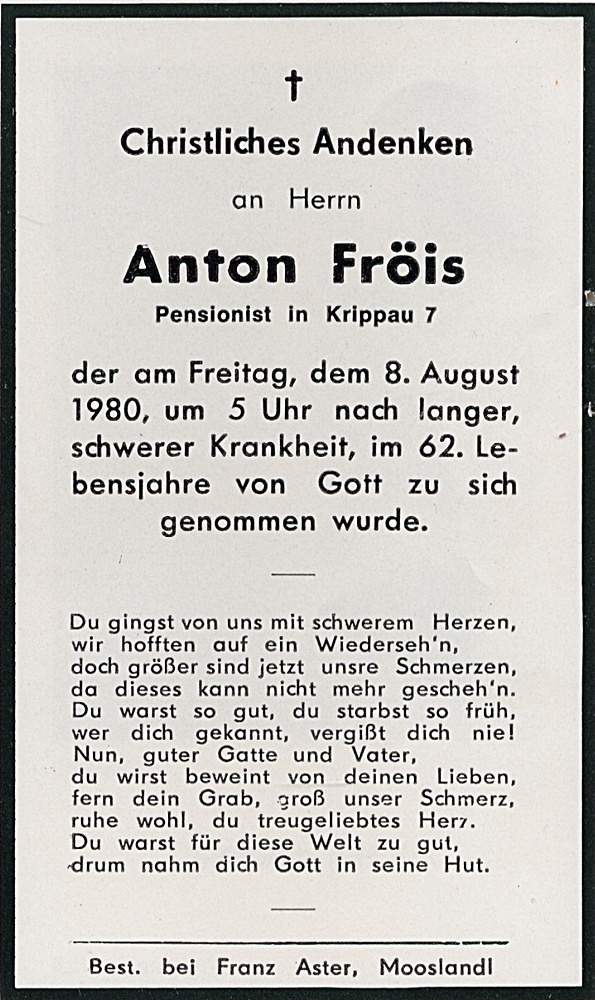 Christliches Andenken
an Herrn
Anton Fröis
Pensionist in Krippau 7
der am Freitag, dem 8. August
1980, um 5 Uhr nach langer,
schwerer Krankheit, im 62. Le-
bensjahre von Gott zu sich
genommen wurde.
Du gingst von uns mit schwerem Herzen,
wir hofften auf ein Wiederseh'n,
doch größer sind jetzt unsre Schmerzen,
da dieses kann nicht mehr gescheh'n.
Du warst so gut, du starbst so früh,
wer dich gekannt, vergißt dich nie!
Nun, guter Gatte und Vater,
du wirst beweint von deinen Lieben,
fern dein Grab, groß unser Schmerz,
ruhe wohl, du treugeliebtes Herz.
Du warst für diese Welt zu gut,
drum nahm dich Gott in seine Hut.
Best. bei Franz Aster, Mooslandl